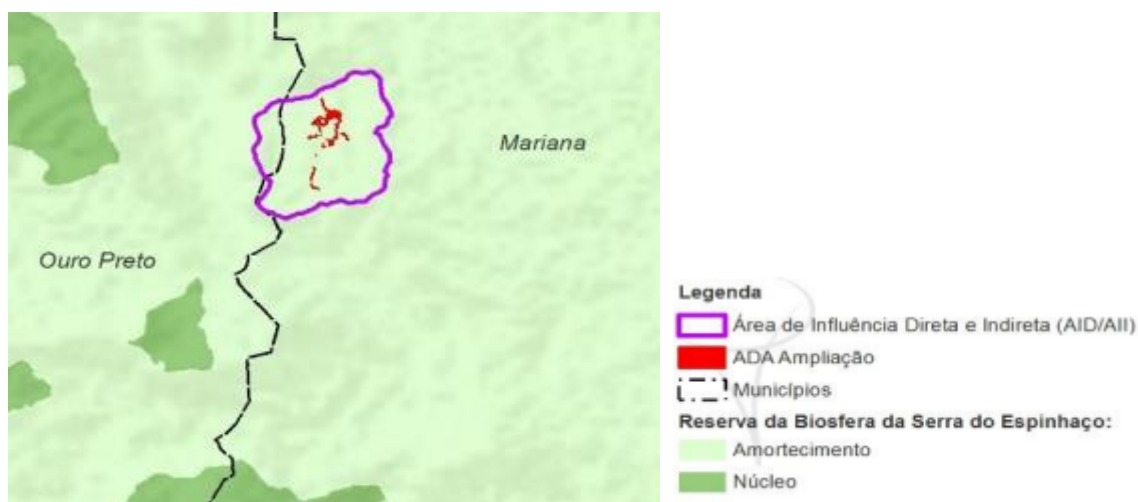 Mariana
Ouro Preto
Legenda
Área de Influência Direta e Indireta (AID/AII)
ADA Ampliação
Municípios
Reserva da Biosfera da Serra do Espinhaço:
Amortecimento
Núcleo